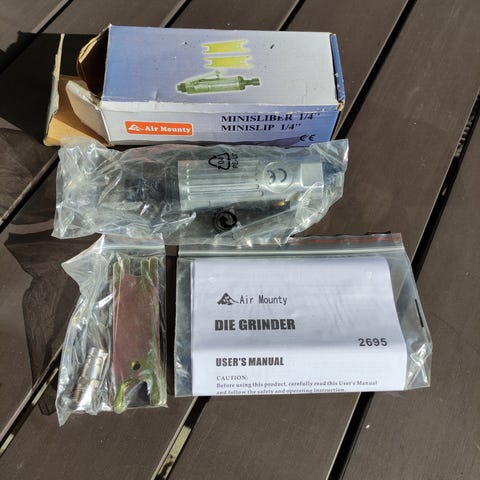 MINISLIBER 1/4"
MINISLIP 1/4"
Air Mounty
CE
CE
Air Mounty
DIE GRINDER
2695
USER'S MANUAL
CAUTION:
Before using this product, carefully read this User's Manual
and follow the safety and operating instruction.